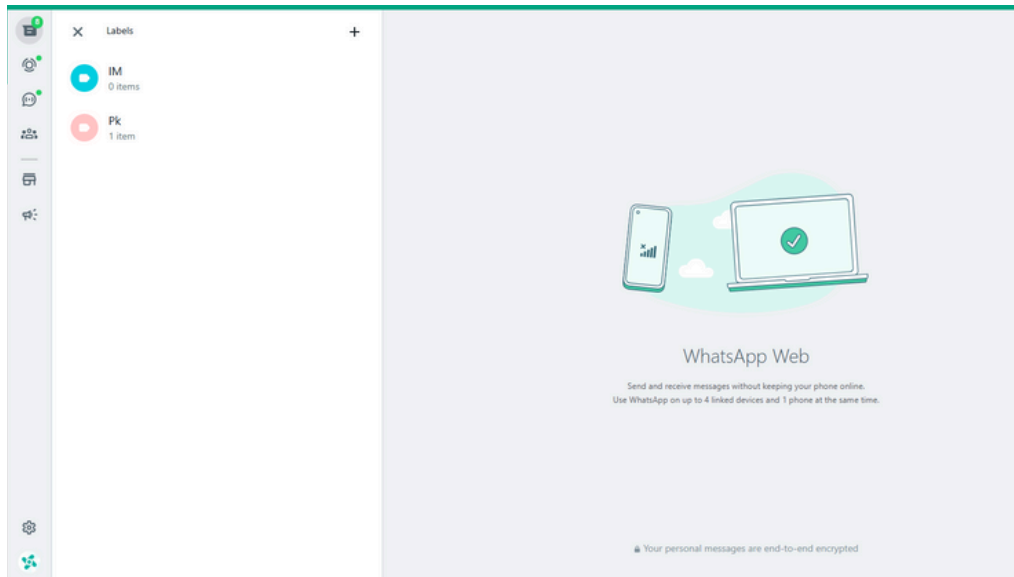 8
Labels
IM
0 items
Pk
1 item
WhatsApp Web
Send and receive messages without keeping your phone online.
Use WhatsApp on up to 4 linked devices and 1 phone at the same time.
Your personal messages are end-to-end encrypted